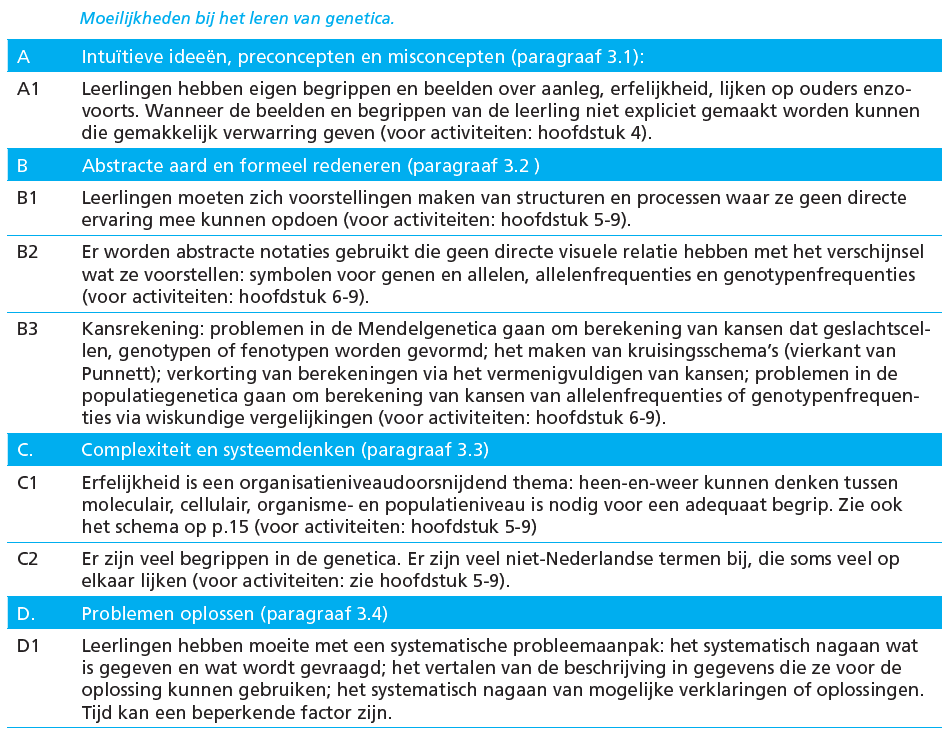 Moeilijkheden bij het leren van genetica.
A Intuïtieve ideeën, preconcepten en misconcepten (paragraaf 3.1):
A1 Leerlingen hebben eigen begrippen en beelden over aanleg, erfelijkheid, lijken op ouders enzo-
voorts. Wanneer de beelden en begrippen van de leerling niet expliciet gemaakt worden kunnen
die gemakkelijk verwarring geven (voor activiteiten: hoofdstuk 4).
B Abstracte aard en formeel redeneren (paragraaf 3.2 )
B1 Leerlingen moeten zich voorstellingen maken van structuren en processen waar ze geen directe
ervaring mee kunnen opdoen (voor activiteiten: hoofdstuk 5-9).
B2 Er worden abstracte notaties gebruikt die geen directe visuele relatie hebben met het verschijnsel
wat ze voorstellen: symbolen voor genen en allelen, allelenfrequenties en genotypenfrequenties
(voor activiteiten: hoofdstuk 6-9).
B3 Kansrekening: problemen in de Mendelgenetica gaan om berekening van kansen dat geslachtscel-
len, genotypen of fenotypen worden gevormd; het maken van kruisingsschema's (vierkant van
Punnett); verkorting van berekeningen via het vermenigvuldigen van kansen; problemen in de
populatiegenetica gaan om berekening van kansen van allelenfrequenties of genotypenfrequen-
ties via wiskundige vergelijkingen (voor activiteiten: hoofdstuk 6-9).
C. Complexiteit en systeemdenken (paragraaf 3.3)
C1 Erfelijkheid is een organisatieniveaudoorsnijdend thema: heen-en-weer kunnen denken tussen
moleculair, cellulair, organisme- en populatieniveau is nodig voor een adequaat begrip. Zie ook
het schema op p.15 (voor activiteiten: hoofdstuk 5-9)
C2 Er zijn veel begrippen in de genetica. Er zijn veel niet-Nederlandse termen bij, die soms veel op
elkaar lijken (voor activiteiten: zie hoofdstuk 5-9).
D. Problemen oplossen (paragraaf 3.4)
D1 Leerlingen hebben moeite met een systematische probleemaanpak: het systematisch nagaan wat
is gegeven en wat wordt gevraagd; het vertalen van de beschrijving in gegevens die ze voor de
oplossing kunnen gebruiken; het systematisch nagaan van mogelijke verklaringen of oplossingen.
Tijd kan een beperkende factor zijn.